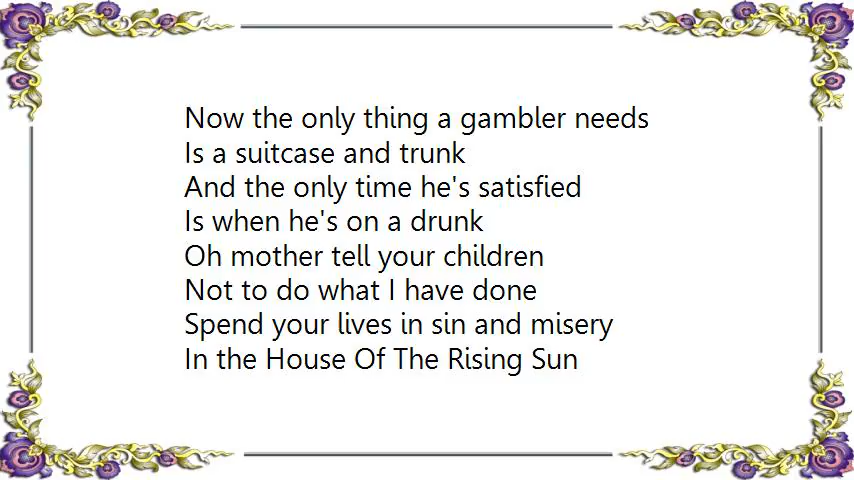 Now the only thing a gambler needs
Is a suitcase and trunk
And the only time he's satisfied
Is when he's on a drunk
Oh mother tell your children
Not to do what I have done
Spend your lives in sin and misery
In the House Of The Rising Sun